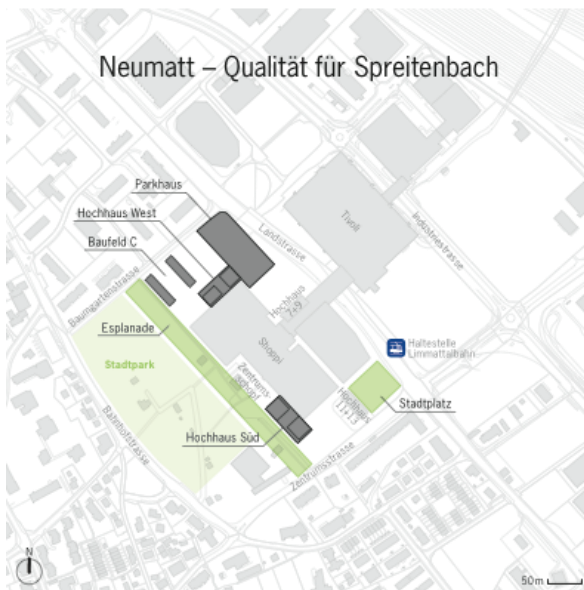 Neumatt – Qualität für Spreitenbach
Parkhaus
Hochhaus West
Baufeld C
Landstrasse
Tivoli
Industriestrasse
Baumgartenstrasse
Hochhaus
7+9
Esplanade
Shoppi
Haltestelle
Limmattalbahn
Stadtpark
Zentrums-
schopf
Hochhaus
11+13
Stadtplatz
Bahnhofstrasse
Hochhaus Süd
Zentrumsstrasse
N
50m